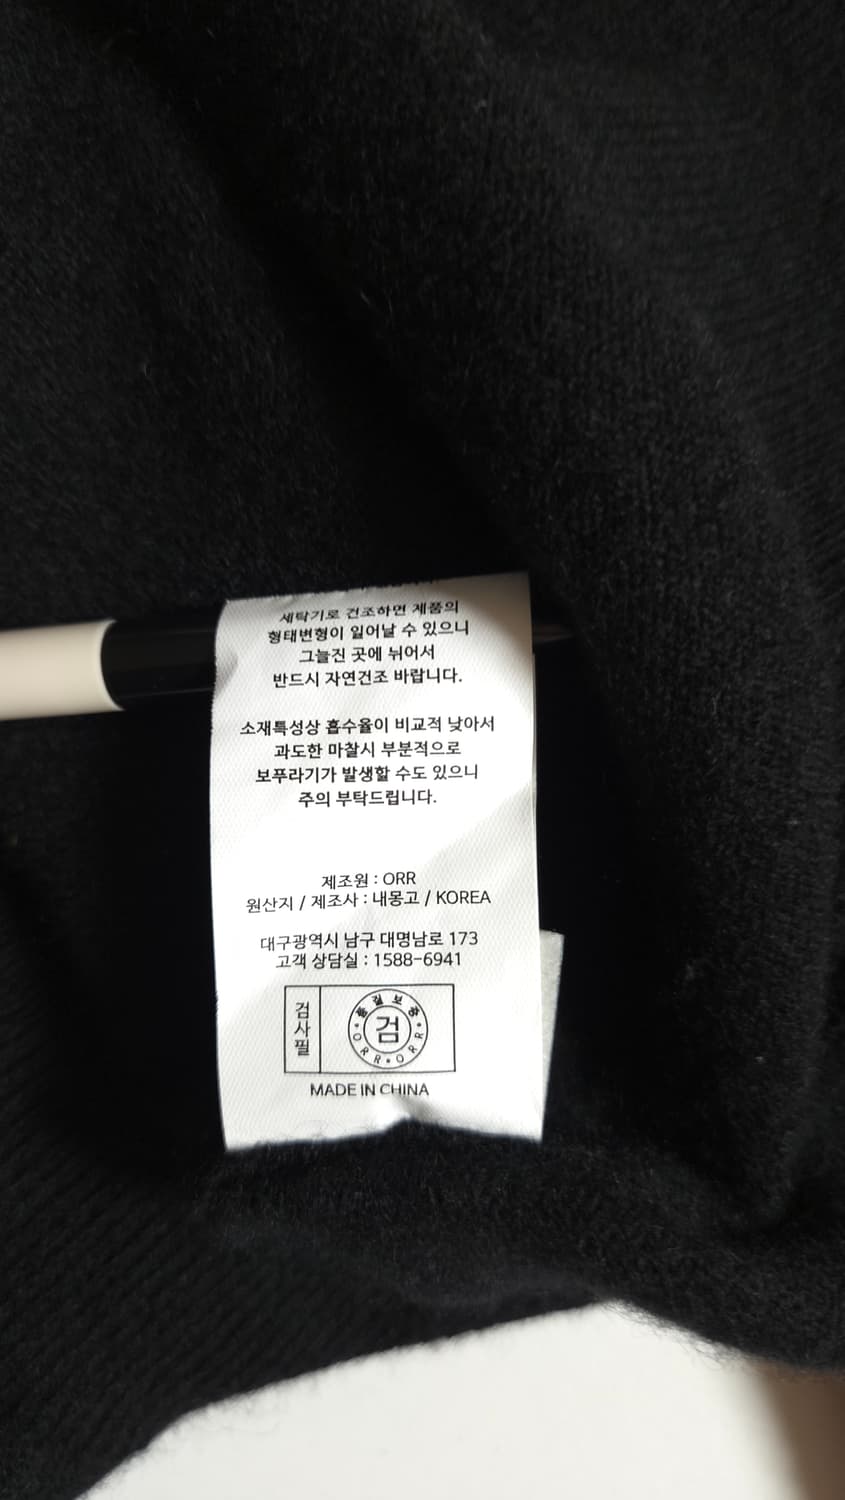 세탁기로 건조하면 제품의
형태변형이 일어날 수 있으니
그늘진 곳에 뉘어서
반드시 자연건조 바랍니다.
소재특성상 흡수율이 비교적 낮아서
과도한 마찰시 부분적으로
보푸라기가 발생할 수도 있으니
주의 부탁드립니다.
제조원 : ORR
원산지 / 제조사 : 내몽고 / KOREA
대구광역시 남구 대명남로 173
고객 상담실 : 1588-6941
검사필
품질보증
검
ORR ORR
MADE IN CHINA